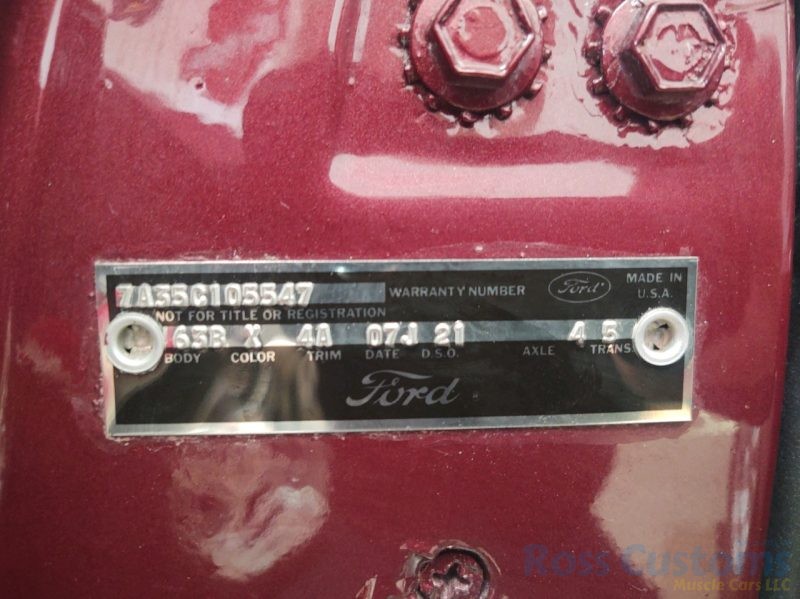 7A35C105547 WARRANTY NUMBER Ford MADE IN U.S.A.
NOT FOR TITLE OR REGISTRATION
63B X 4A 07J 21 4 5
BODY COLOR TRIM DATE D.S.O. AXLE TRANS
Ford
Ross Customs
Muscle Cars LLC